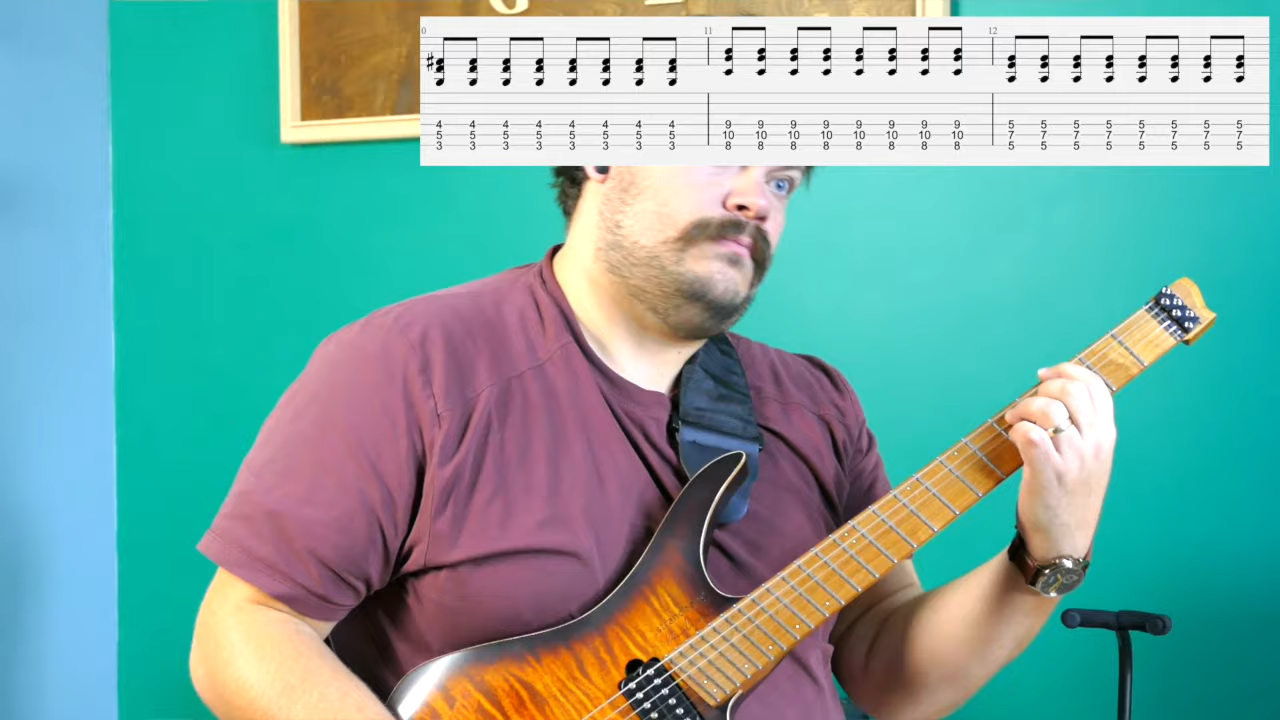 0 11 12
4 4 4 4 4 4 4 4 9 9 9 9 9 9 9 9 5 5 5 5 5 5 5 5
5 5 5 5 5 5 5 5 10 10 10 10 10 10 10 10 7 7 7 7 7 7 7 7
3 3 3 3 3 3 3 3 8 8 8 8 8 8 8 8 5 5 5 5 5 5 5 5